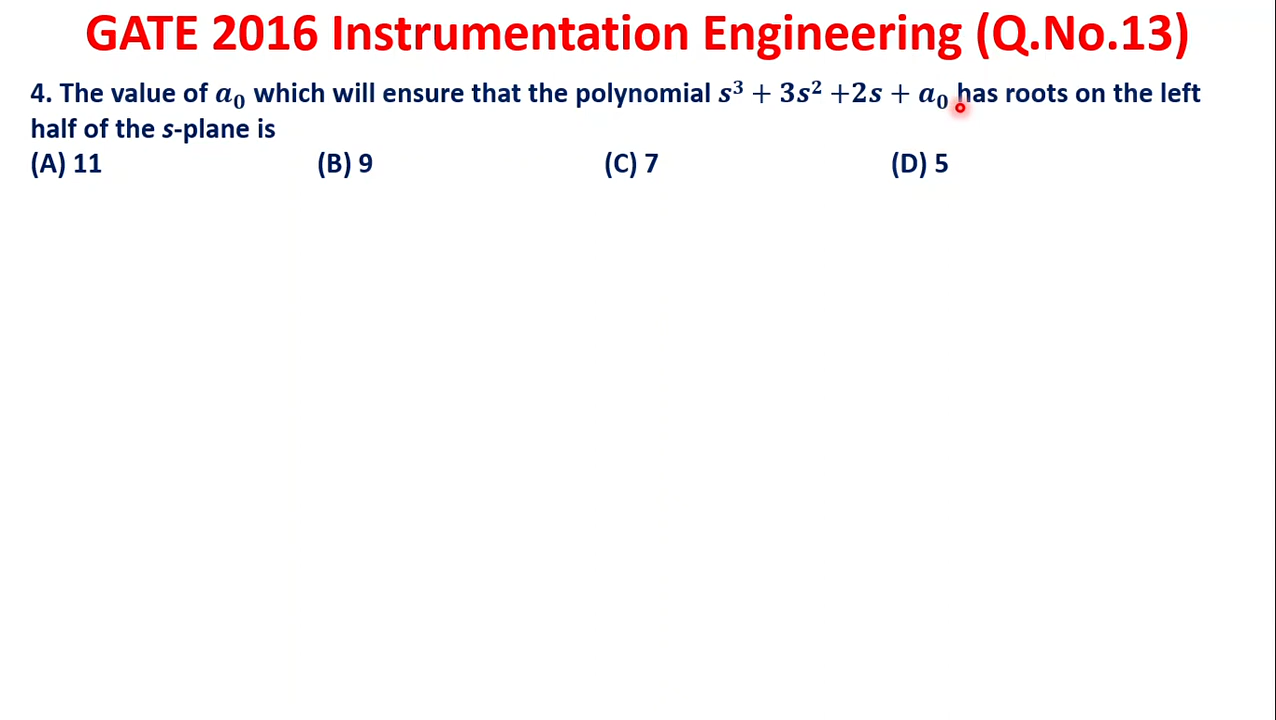 GATE 2016 Instrumentation Engineering (Q.No.13)
4. The value of a₀ which will ensure that the polynomial s³ + 3s² +2s + a₀ has roots on the left
half of the s-plane is
(A) 11 (B) 9 (C) 7 (D) 5